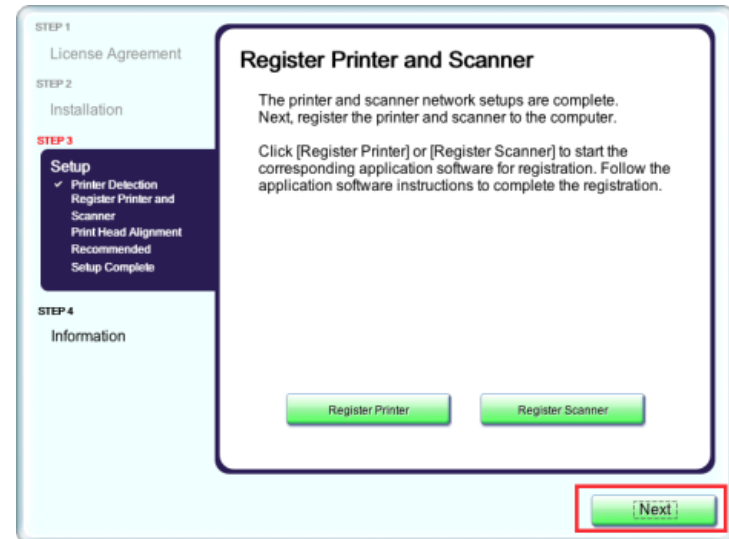 STEP 1
License Agreement
STEP 2
Installation
STEP 3
Setup
✓ Printer Detection
Register Printer and
Scanner
Print Head Alignment
Recommended
Setup Complete
STEP 4
Information
Register Printer and Scanner
The printer and scanner network setups are complete.
Next, register the printer and scanner to the computer.
Click [Register Printer] or [Register Scanner] to start the
corresponding application software for registration. Follow the
application software instructions to complete the registration.
Register Printer
Register Scanner
Next